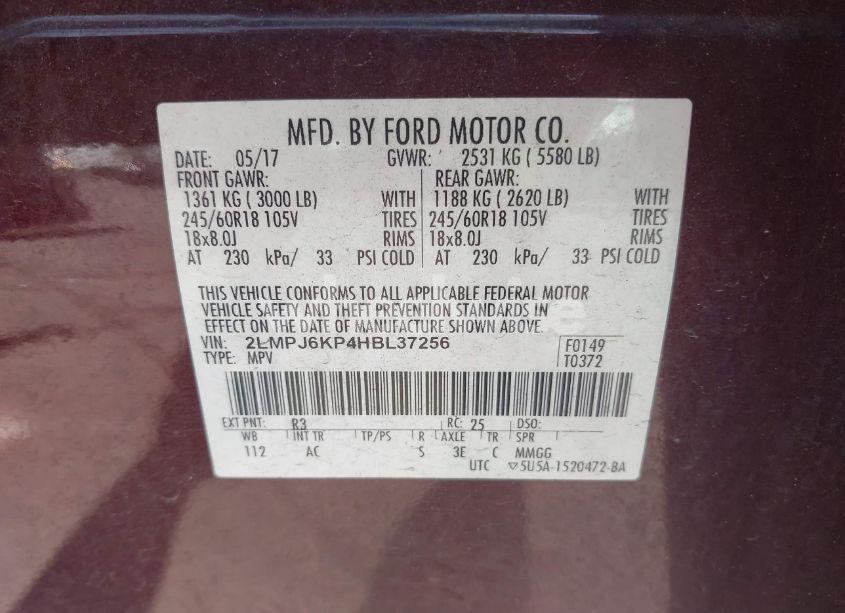 MFD. BY FORD MOTOR CO.
DATE: 05/17 GVWR: 2531 KG ( 5580 LB)
FRONT GAWR: REAR GAWR:
1361 KG ( 3000 LB) WITH 1188 KG ( 2620 LB) WITH
245/60R18 105V TIRES 245/60R18 105V TIRES
18x8.0J RIMS 18x8.0J RIMS
AT 230 kPa/ 33 PSI COLD AT 230 kPa/ 33 PSI COLD
THIS VEHICLE CONFORMS TO ALL APPLICABLE FEDERAL MOTOR
VEHICLE SAFETY AND THEFT PREVENTION STANDARDS IN
EFFECT ON THE DATE OF MANUFACTURE SHOWN ABOVE.
VIN: 2LMPJ6KP4HBL37256 F0149
TYPE: MPV T0372
EXT PNT: R3 RC: 25 DSO:
WB INT TR TP/PS R AXLE TR SPR
112 AC S 3E C MMGG
UTC ▽5U5A-1520472-BA